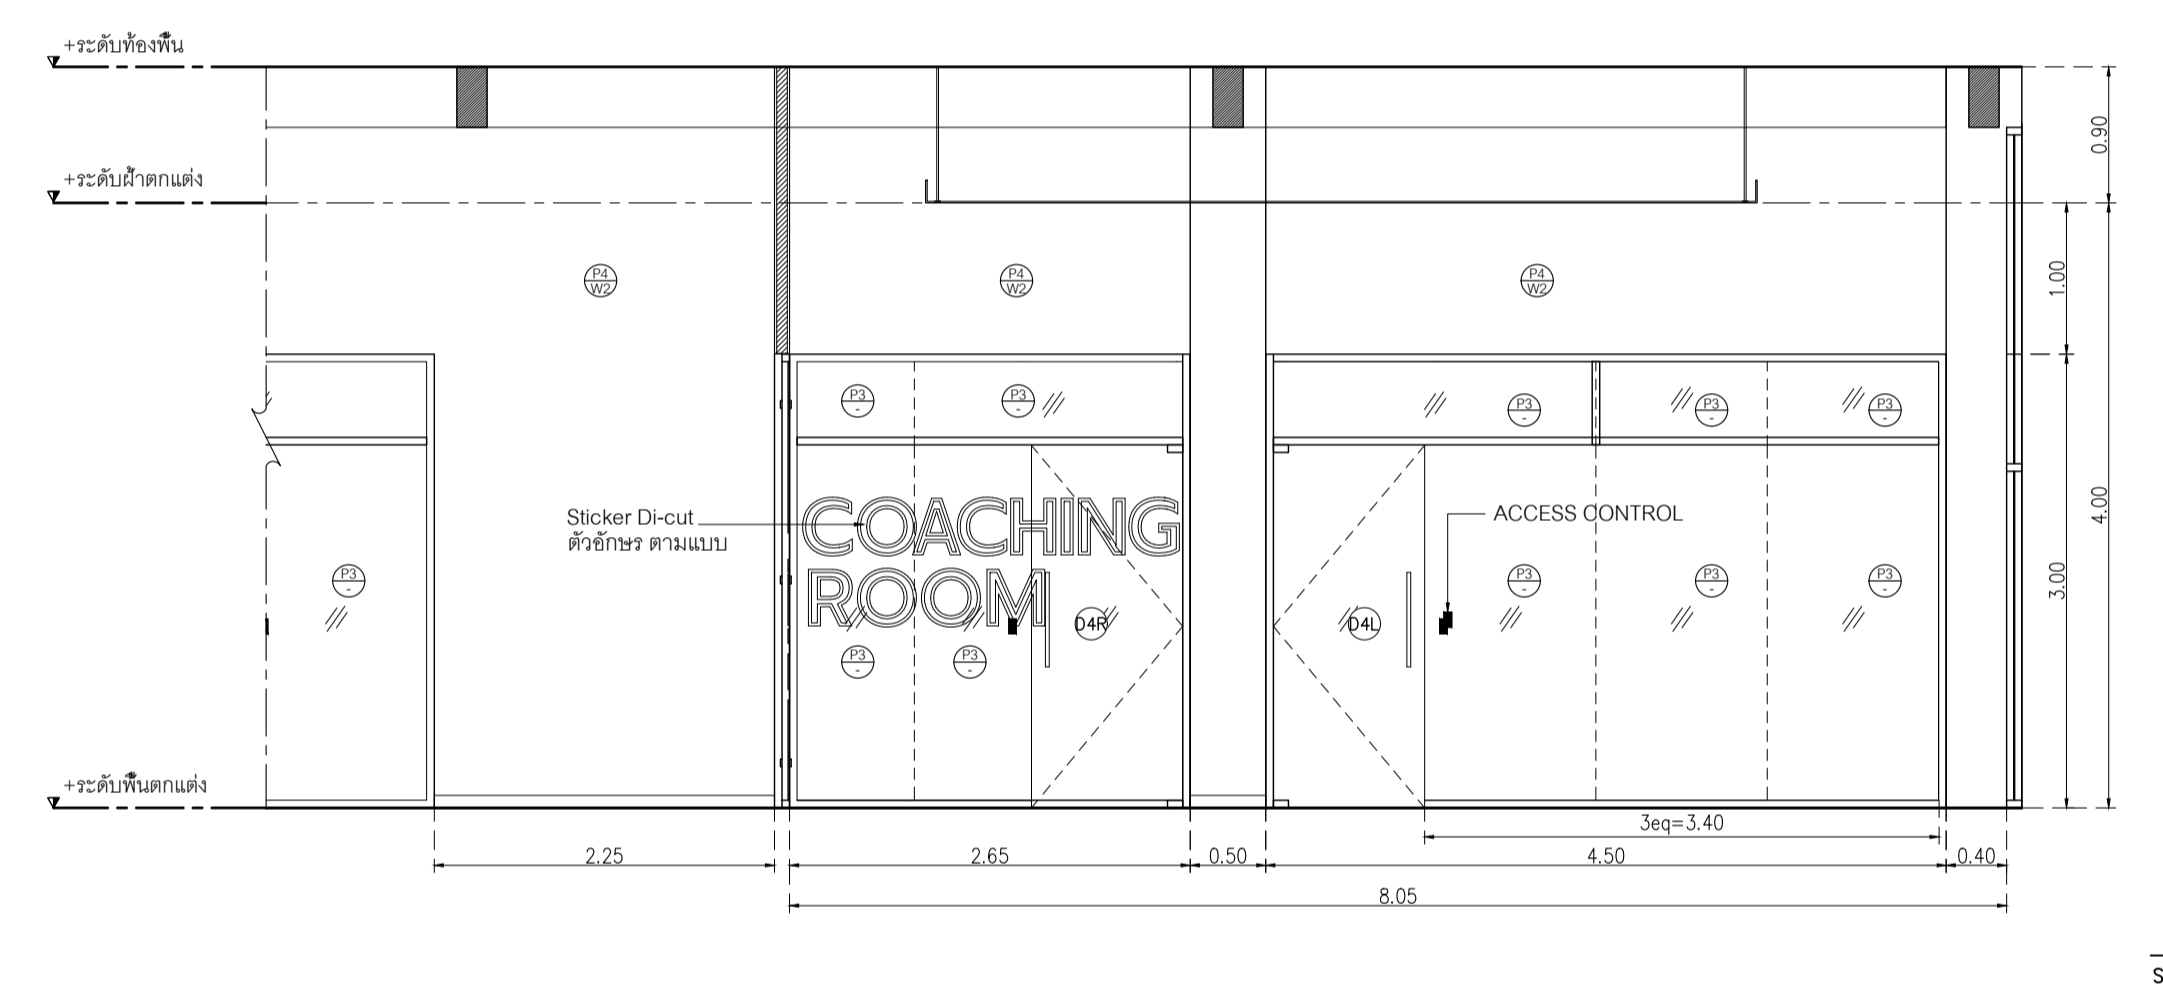 +ระดับท้องพื้น
0.90
+ระดับฝ้าตกแต่ง
P4
W2
P4
W2
P4
W2
1.00
P3
-
P3
-
P3
-
P3
-
P3
-
4.00
Sticker Di-cut
ตัวอักษร ตามแบบ
COACHING
ROOM
ACCESS CONTROL
3.00
P3
-
P3
-
P3
-
P3
-
D4R
D4L
P3
-
P3
-
+ระดับพื้นตกแต่ง
3eq=3.40
2.25
2.65
0.50
4.50
0.40
8.05
S